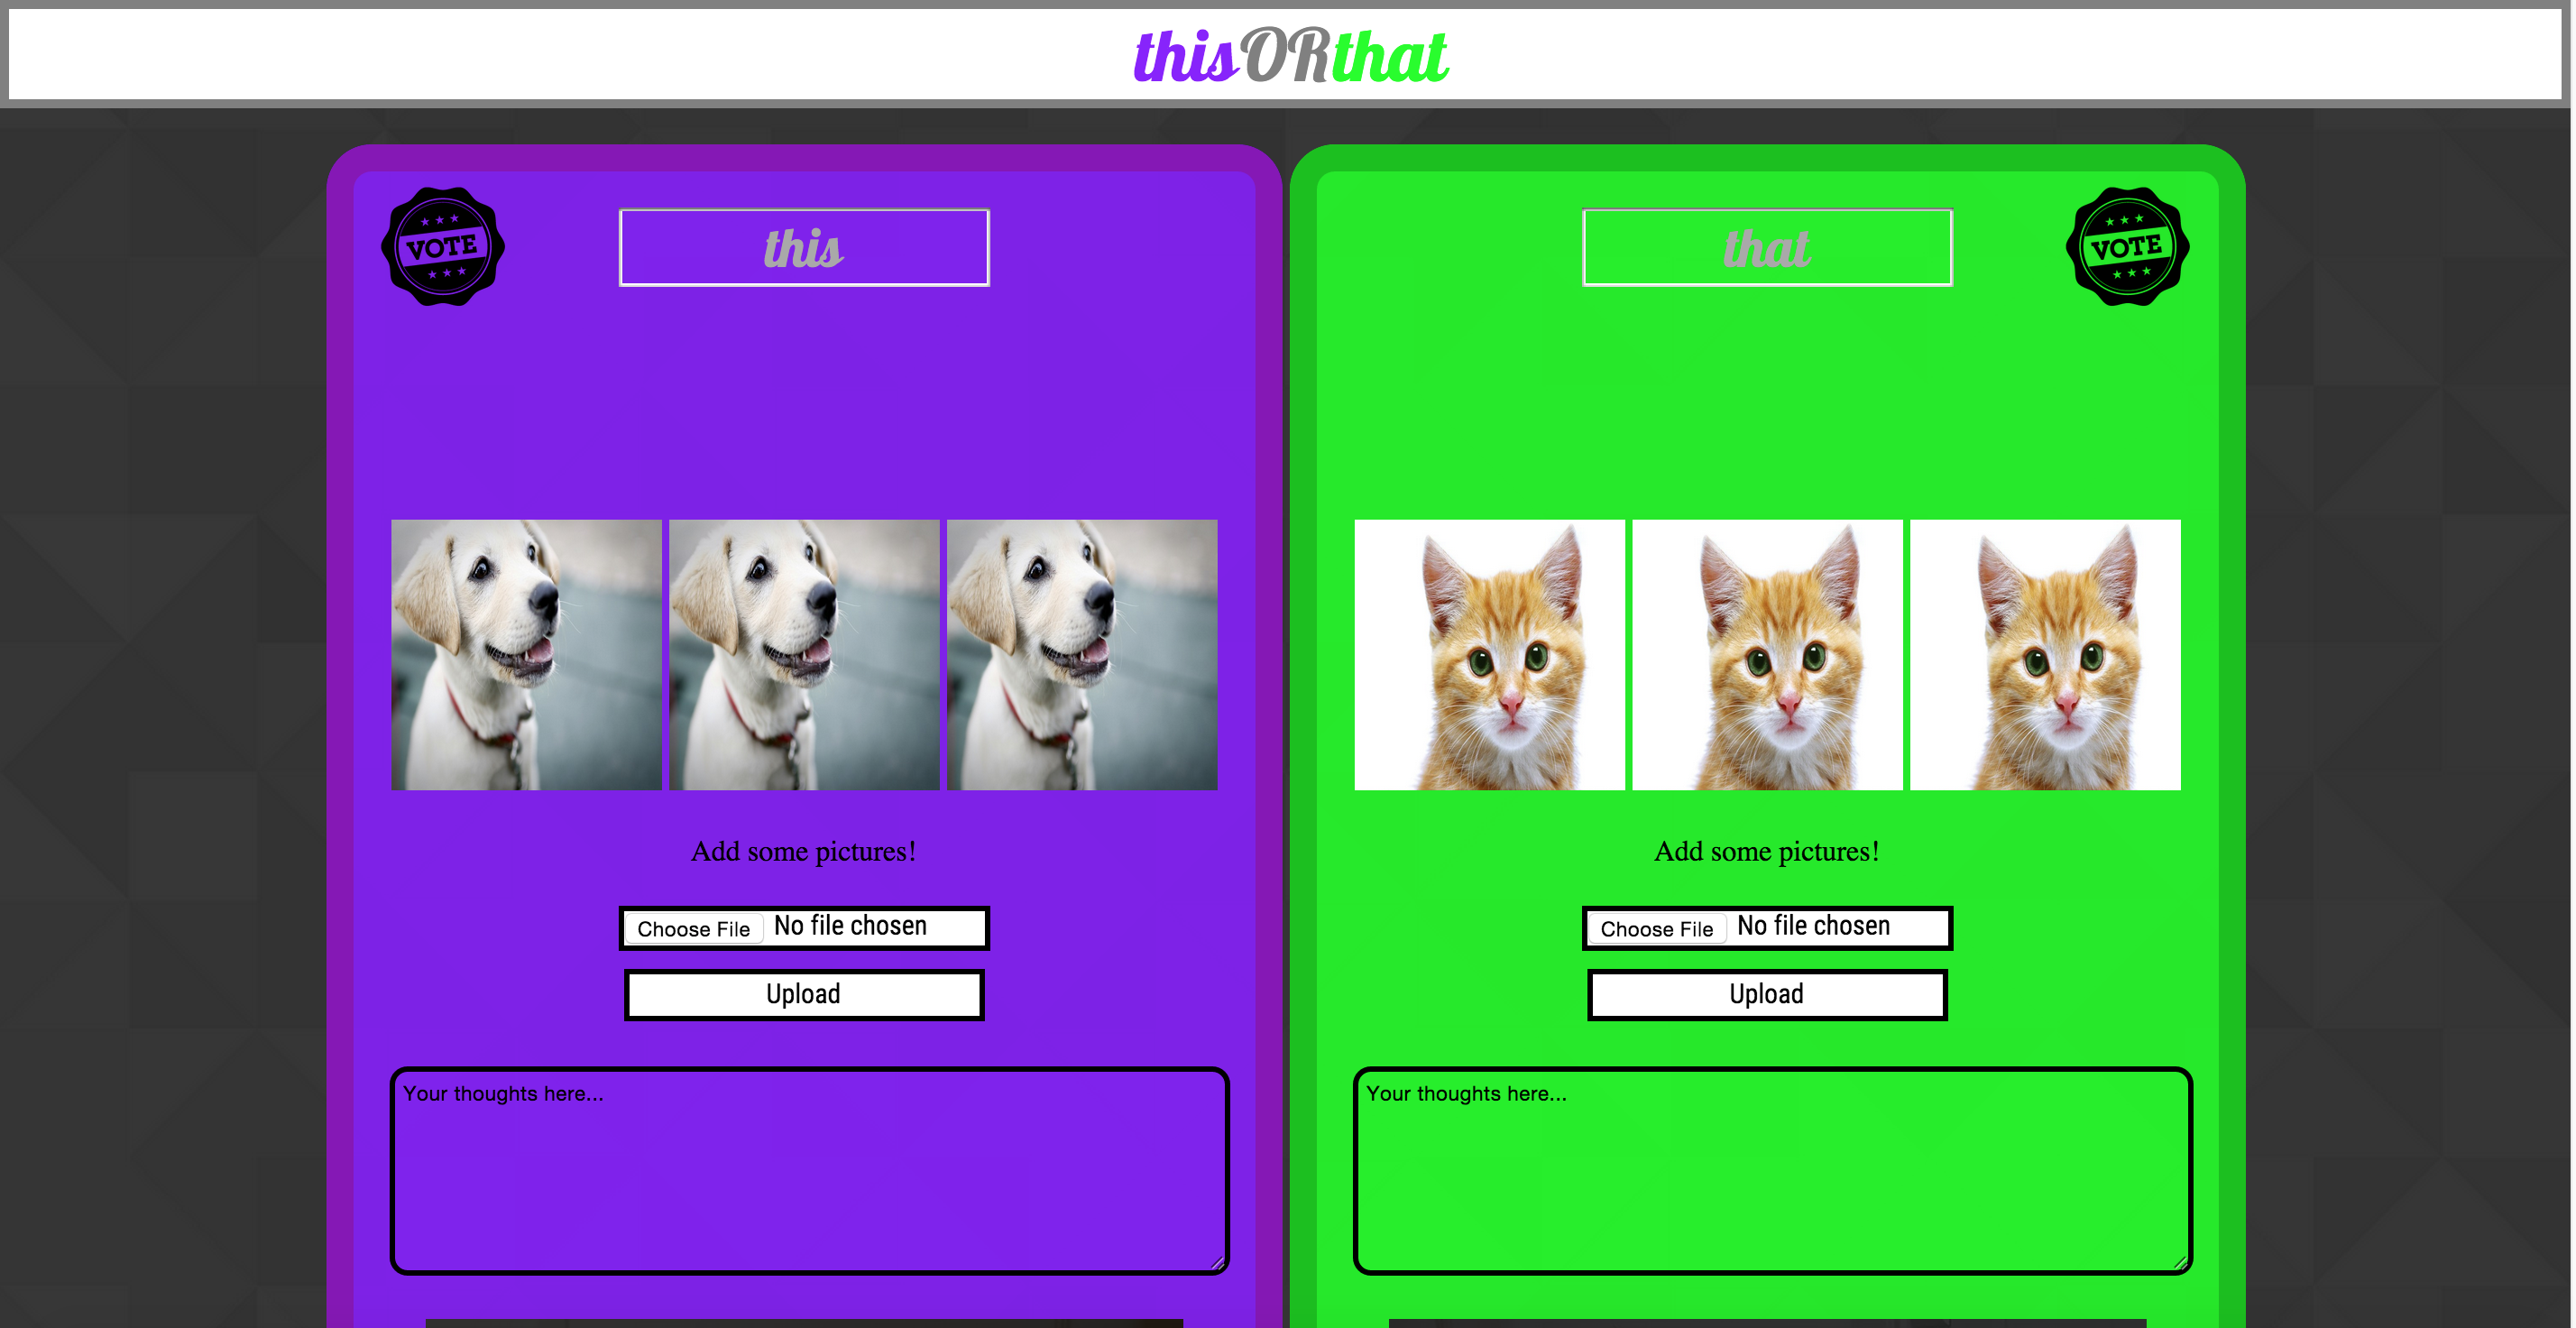 thisORthat
VOTE
this
Add some pictures!
Choose File No file chosen
Upload
Your thoughts here...
that
VOTE
Add some pictures!
Choose File No file chosen
Upload
Your thoughts here...